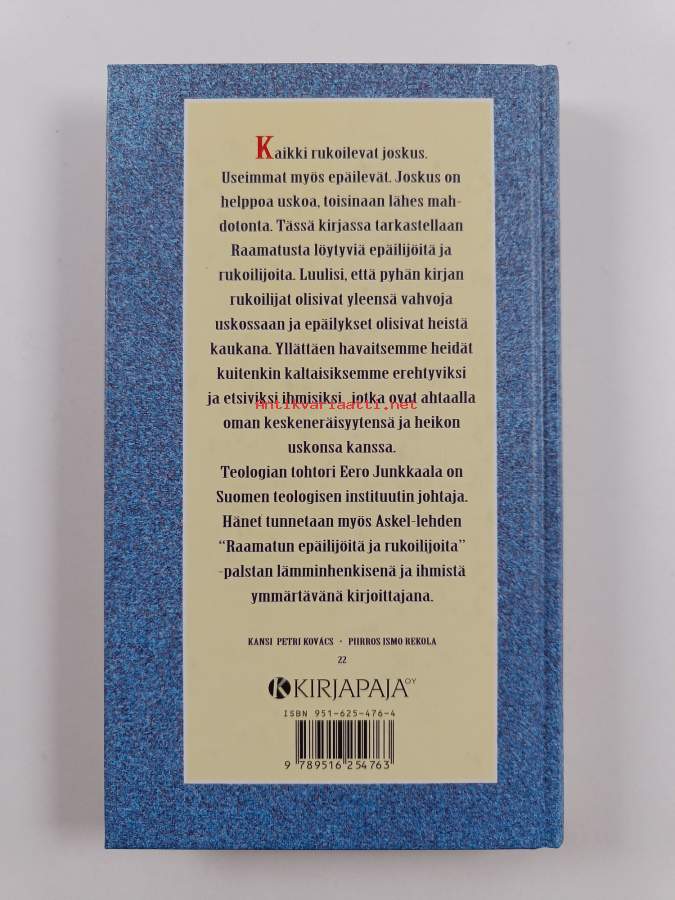 Kaikki rukoilevat joskus.
Useimmat myös epäilevät. Joskus on
helppoa uskoa, toisinaan lähes mah-
dotonta. Tässä kirjassa tarkastellaan
Raamatusta löytyviä epäilijöitä ja
rukoilijoita. Luulisi, että pyhän kirjan
rukoilijat olisivat yleensä vahvoja
uskossaan ja epäilykset olisivat heistä
kaukana. Yllättäen havaitsemme heidät
kuitenkin kaltaisiksemme erehtyviksi
ja etsiviksi ihmisiksi jotka ovat ahtaalla
Antikvariaatti.net
oman keskeneräisyytensä ja heikon
uskonsa kanssa.
Teologian tohtori Eero Junkkaala on
Suomen teologisen instituutin johtaja.
Hänet tunnetaan myös Askel-lehden
“Raamatun epäilijöitä ja rukoilijoita”
-palstan lämminhenkisenä ja ihmistä
ymmärtävänä kirjoittajana.
KANSI PETRI KOVÁCS • PIIRROS ISMO REKOLA
22
KIRJAPAJA OY
ISBN 951-625-476-4
9 789516 254763